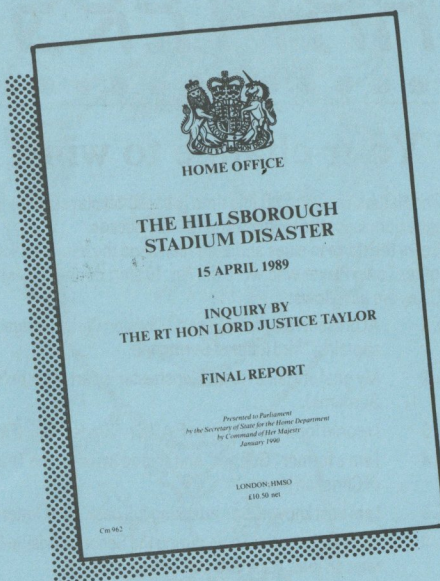 HOME OFFICE
THE HILLSBOROUGH
STADIUM DISASTER
15 APRIL 1989
INQUIRY BY
THE RT HON LORD JUSTICE TAYLOR
FINAL REPORT
Presented to Parliament
by the Secretary of State for the Home Department
by Command of Her Majesty
January 1990
LONDON: HMSO
£10.50 net
Cm 962